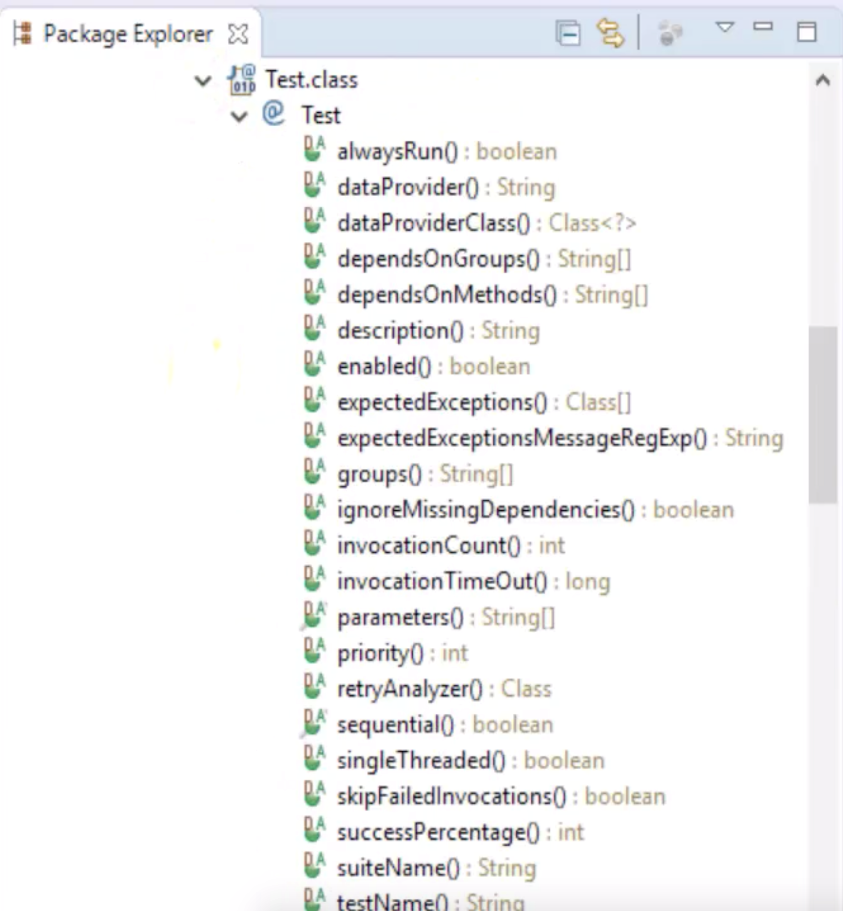 Package Explorer
Test.class
Test
alwaysRun() : boolean
dataProvider() : String
dataProviderClass() : Class<?>
dependsOnGroups() : String[]
dependsOnMethods() : String[]
description() : String
enabled() : boolean
expectedExceptions() : Class[]
expectedExceptionsMessageRegExp() : String
groups() : String[]
ignoreMissingDependencies() : boolean
invocationCount() : int
invocationTimeOut() : long
parameters() : String[]
priority() : int
retryAnalyzer() : Class
sequential() : boolean
singleThreaded() : boolean
skipFailedInvocations() : boolean
successPercentage() : int
suiteName() : String
testName() : String